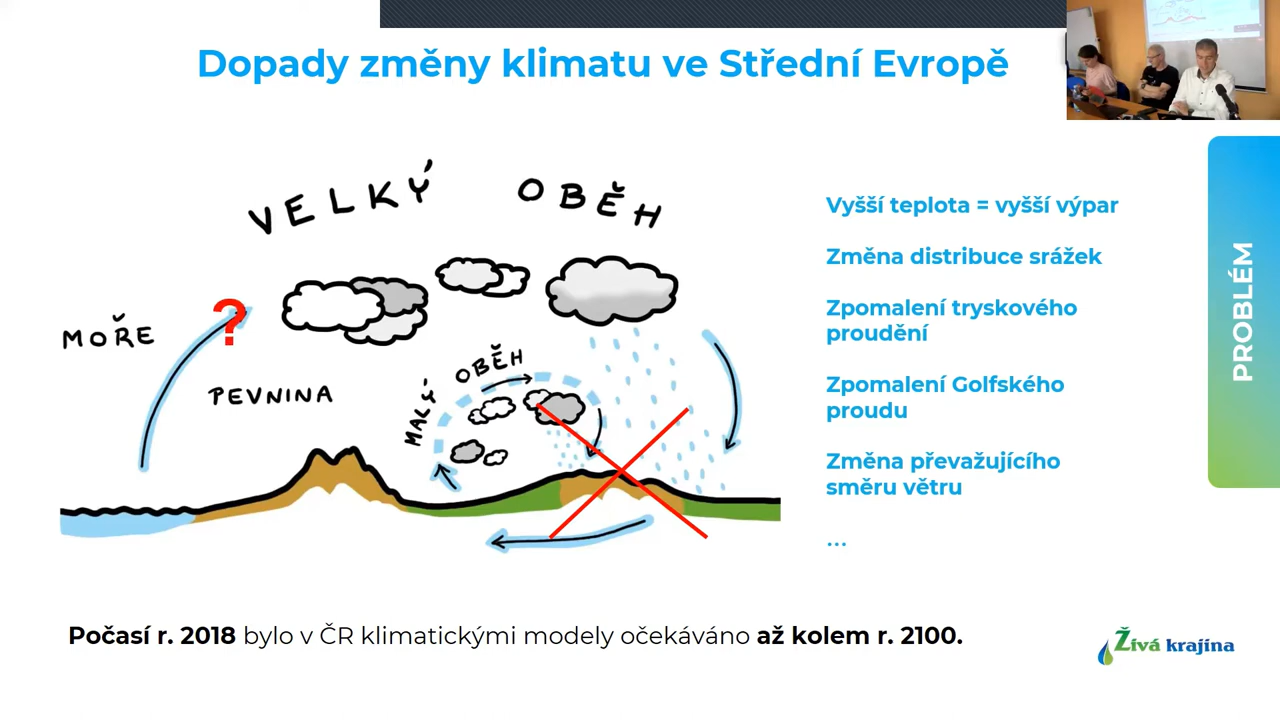 Dopady změny klimatu ve Střední Evropě
VELKÝ OBĚH
MOŘE
?
PEVNINA
MALÝ OBĚH
Vyšší teplota = vyšší výpar
Změna distribuce srážek
Zpomalení tryskového
proudění
Zpomalení Golfského
proudu
Změna převažujícího
směru větru
...
PROBLÉM
Počasí r. 2018 bylo v ČR klimatickými modely očekáváno až kolem r. 2100.
Živá krajina